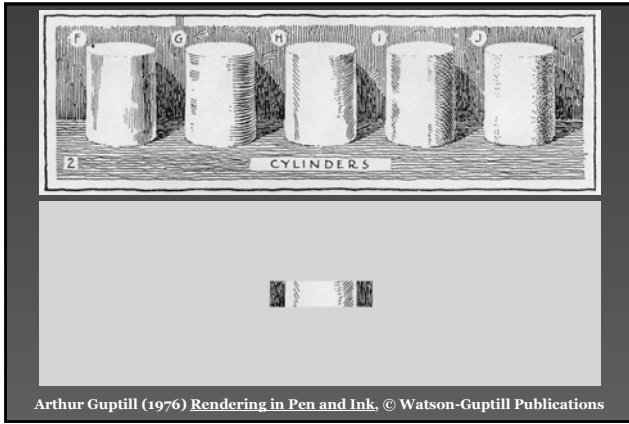 F G H I J
2 CYLINDERS
Arthur Guptill (1976) Rendering in Pen and Ink, © Watson-Guptill Publications